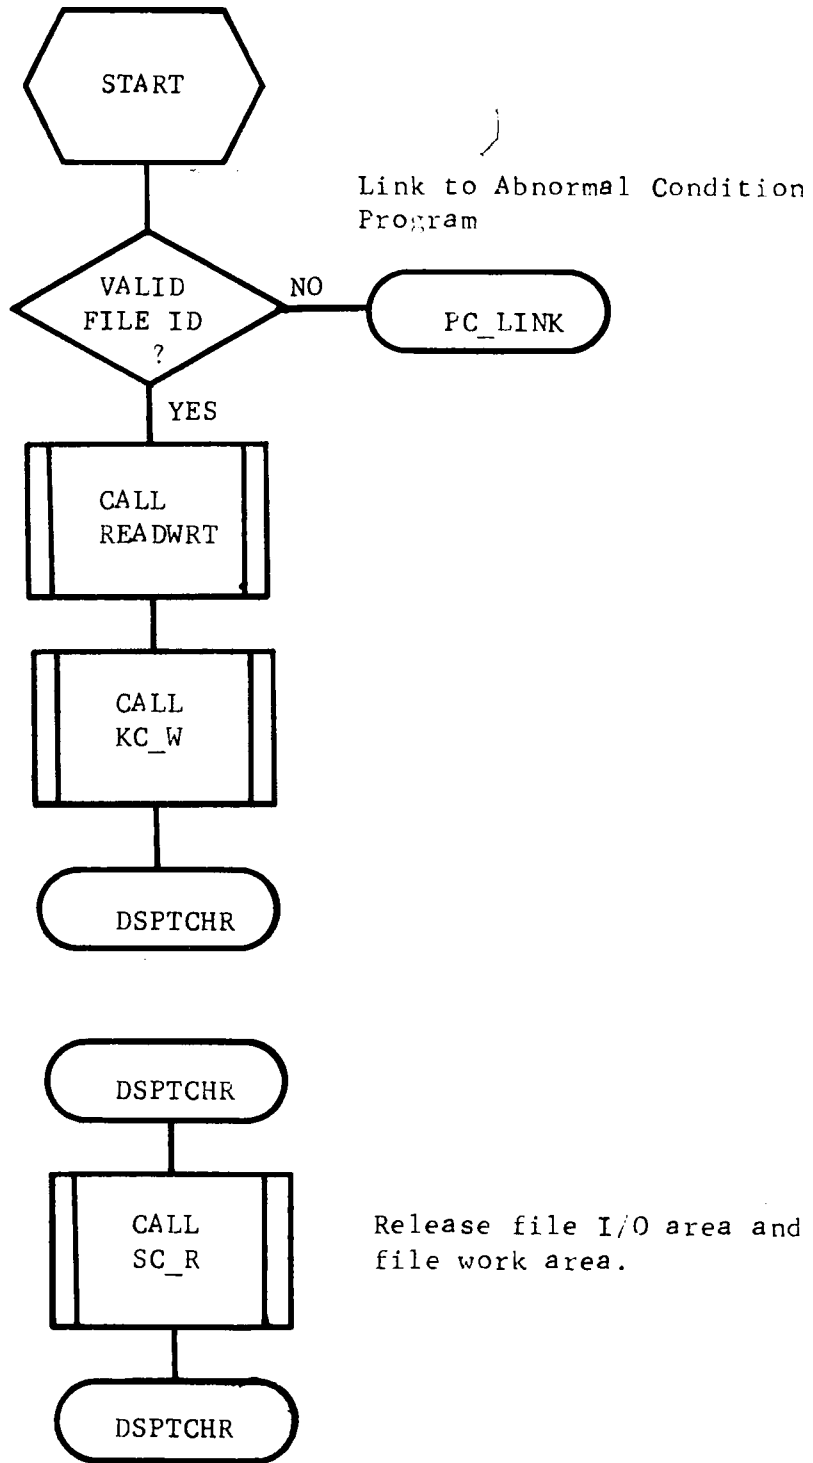 START
Link to Abnormal Condition
Program
VALID
FILE ID
?
NO
PC_LINK
YES
CALL
READWRT
CALL
KC_W
DSPTCHR
DSPTCHR
CALL
SC_R
Release file I/O area and
file work area.
DSPTCHR